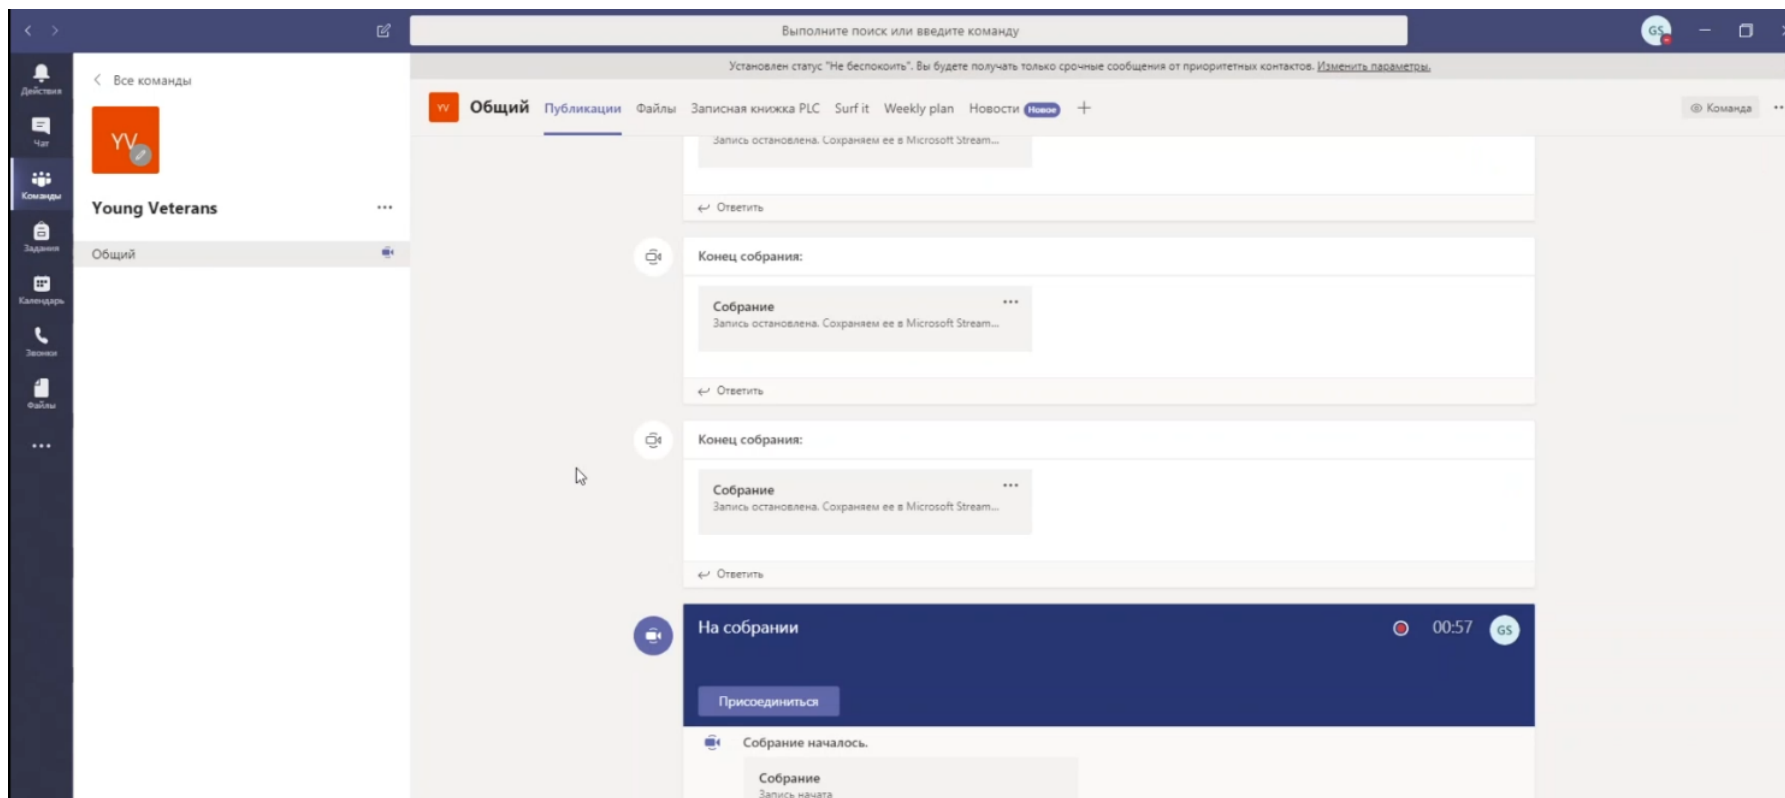 Выполните поиск или введите команду
GS
Установлен статус "Не беспокоить". Вы будете получать только срочные сообщения от приоритетных контактов. Изменить параметры.
Действия
Чат
Команды
Задания
Календарь
Звонки
Файлы
Все команды
YV
Young Veterans
Общий
YV Общий Публикации Файлы Записная книжка PLC Surf it Weekly plan Новости Новое
Команда
Запись остановлена. Сохраняем ее в Microsoft Stream...
Ответить
Конец собрания:
Собрание
Запись остановлена. Сохраняем ее в Microsoft Stream...
Ответить
Конец собрания:
Собрание
Запись остановлена. Сохраняем ее в Microsoft Stream...
Ответить
На собрании 00:57 GS
Присоединиться
Собрание началось.
Собрание
Запись начата